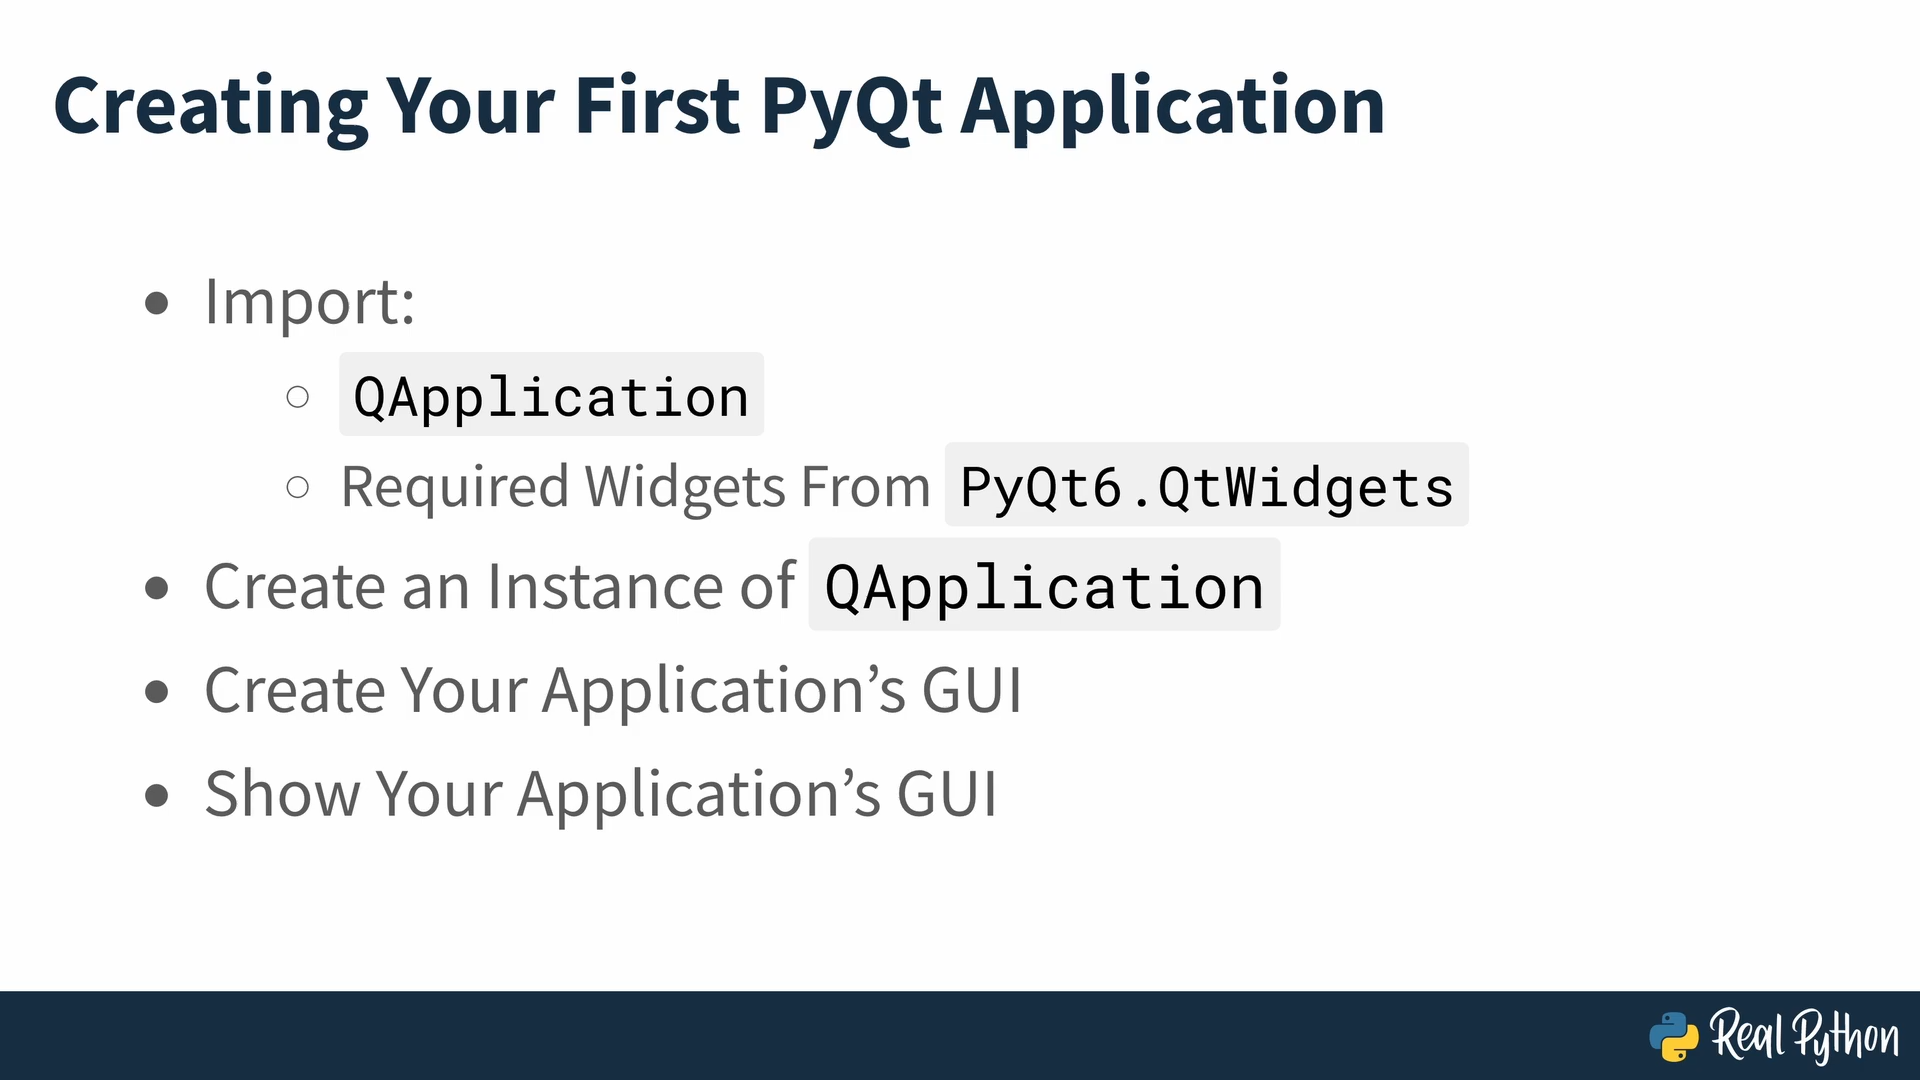 Creating Your First PyQt Application
Import:
QApplication
Required Widgets From PyQt6.QtWidgets
Create an Instance of QApplication
Create Your Application’s GUI
Show Your Application’s GUI
Real Python